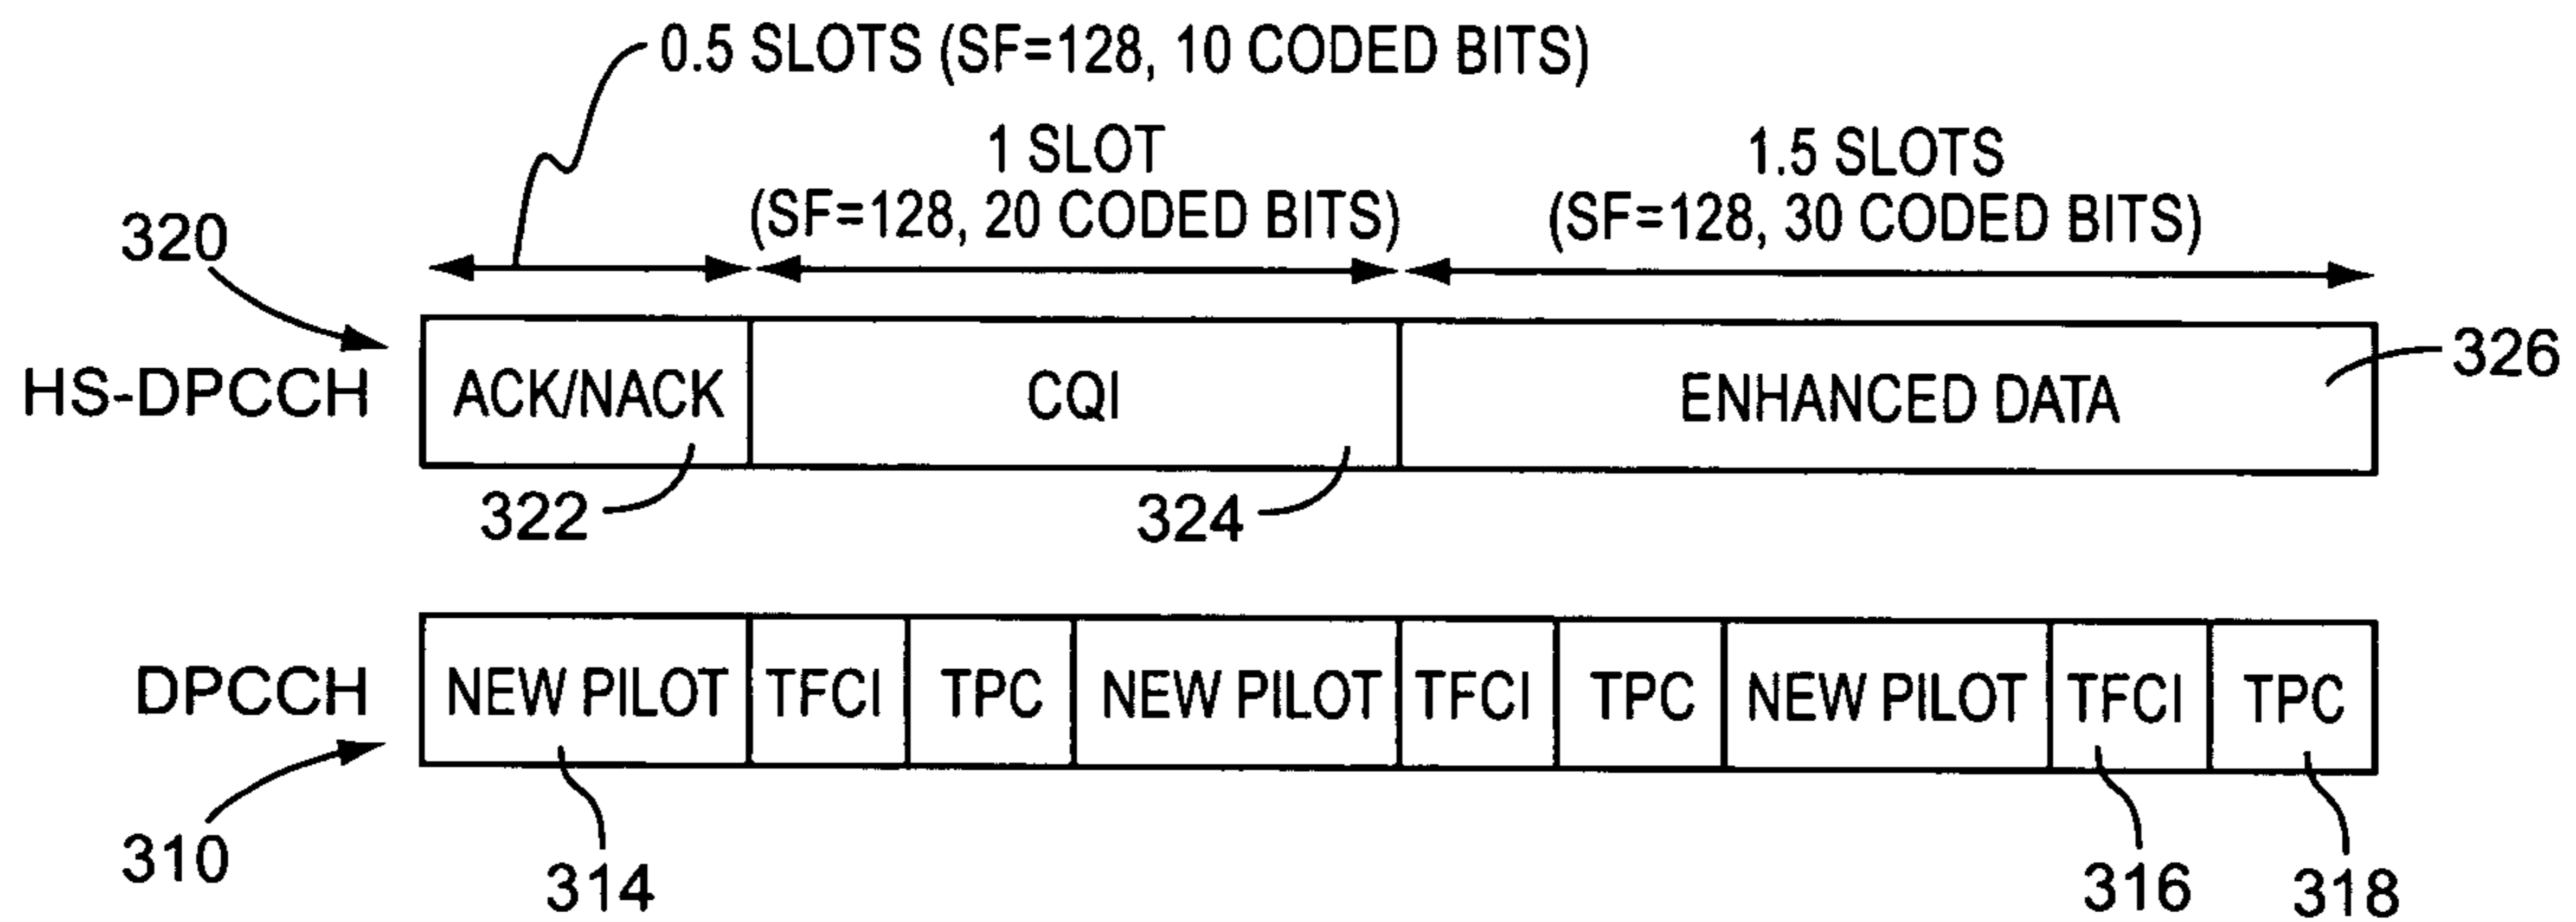 0.5 SLOTS (SF=128, 10 CODED BITS)
1 SLOT
(SF=128, 20 CODED BITS)
1.5 SLOTS
(SF=128, 30 CODED BITS)
320
HS-DPCCH
ACK/NACK
CQI
ENHANCED DATA
326
322
324
DPCCH
NEW PILOT
TFCI
TPC
NEW PILOT
TFCI
TPC
NEW PILOT
TFCI
TPC
310
314
316
318